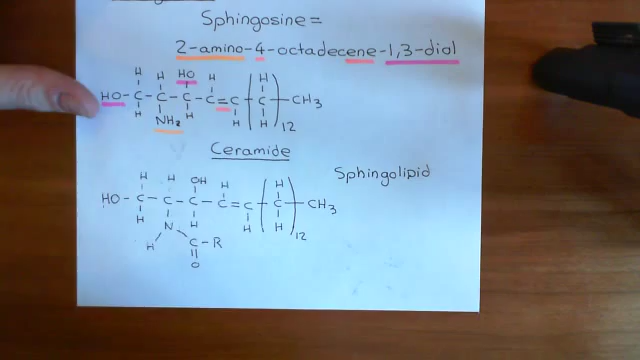 Sphingosine =
2-amino-4-octadecene-1,3-diol
H H HO H H
HO-C-C-C-C=C-(C)-CH3
H NH2 H H H 12
Ceramide
Sphingolipid
H H OH H H
HO-C-C-C-C=C-(C)-CH3
H N H H H 12
H C-R
O